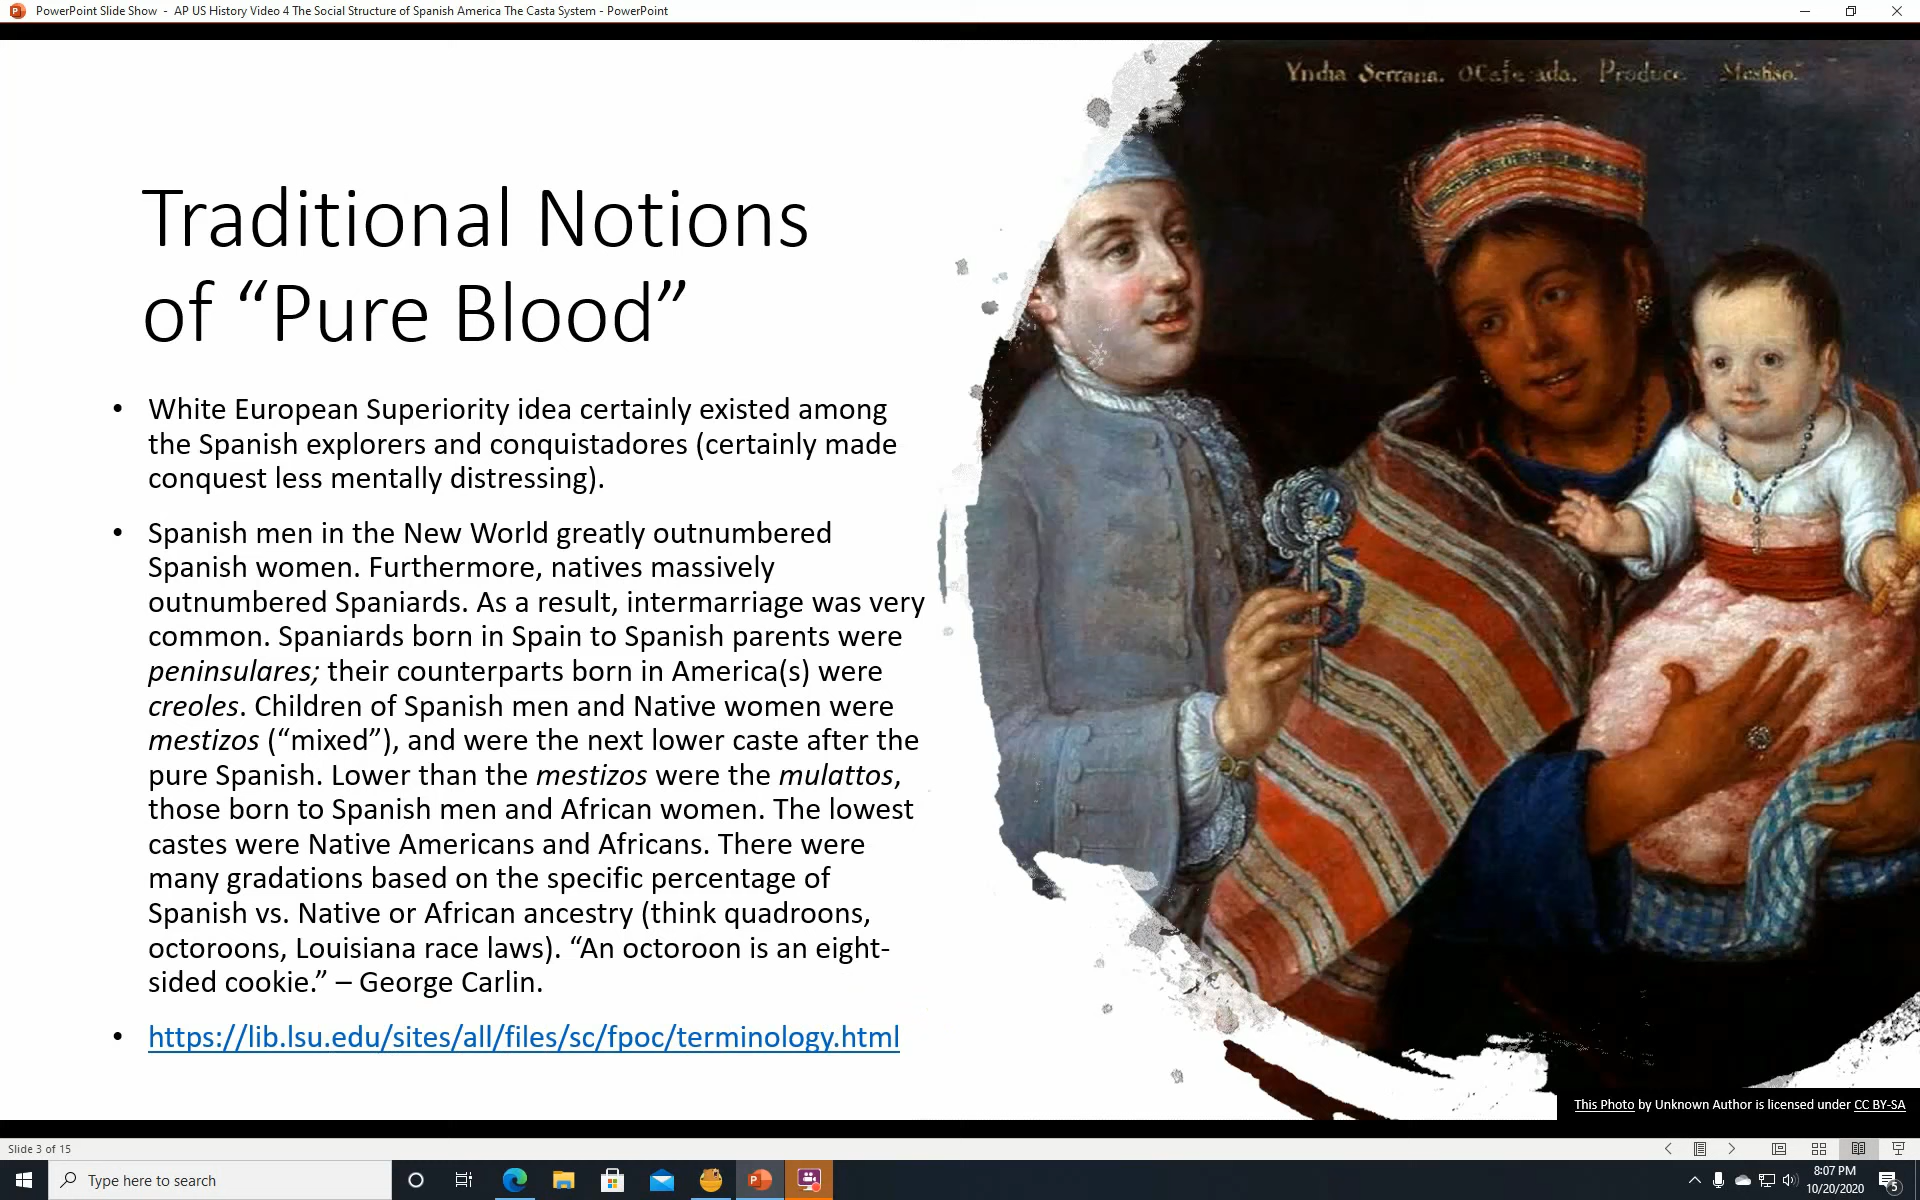 PowerPoint Slide Show - AP US History Video 4 The Social Structure of Spanish America The Casta System - PowerPoint
Yndia Serrana. Produce Mestiso.
Traditional Notions
of “Pure Blood”
• White European Superiority idea certainly existed among
the Spanish explorers and conquistadores (certainly made
conquest less mentally distressing).
• Spanish men in the New World greatly outnumbered
Spanish women. Furthermore, natives massively
outnumbered Spaniards. As a result, intermarriage was very
common. Spaniards born in Spain to Spanish parents were
peninsulares; their counterparts born in America(s) were
creoles. Children of Spanish men and Native women were
mestizos (“mixed”), and were the next lower caste after the
pure Spanish. Lower than the mestizos were the mulattos,
those born to Spanish men and African women. The lowest
castes were Native Americans and Africans. There were
many gradations based on the specific percentage of
Spanish vs. Native or African ancestry (think quadroons,
octoroons, Louisiana race laws). “An octoroon is an eight-
sided cookie.” – George Carlin.
• https://lib.lsu.edu/sites/all/files/sc/fpoc/terminology.html
This Photo by Unknown Author is licensed under CC BY-SA
Slide 3 of 15
Type here to search
8:07 PM
10/20/2020
5